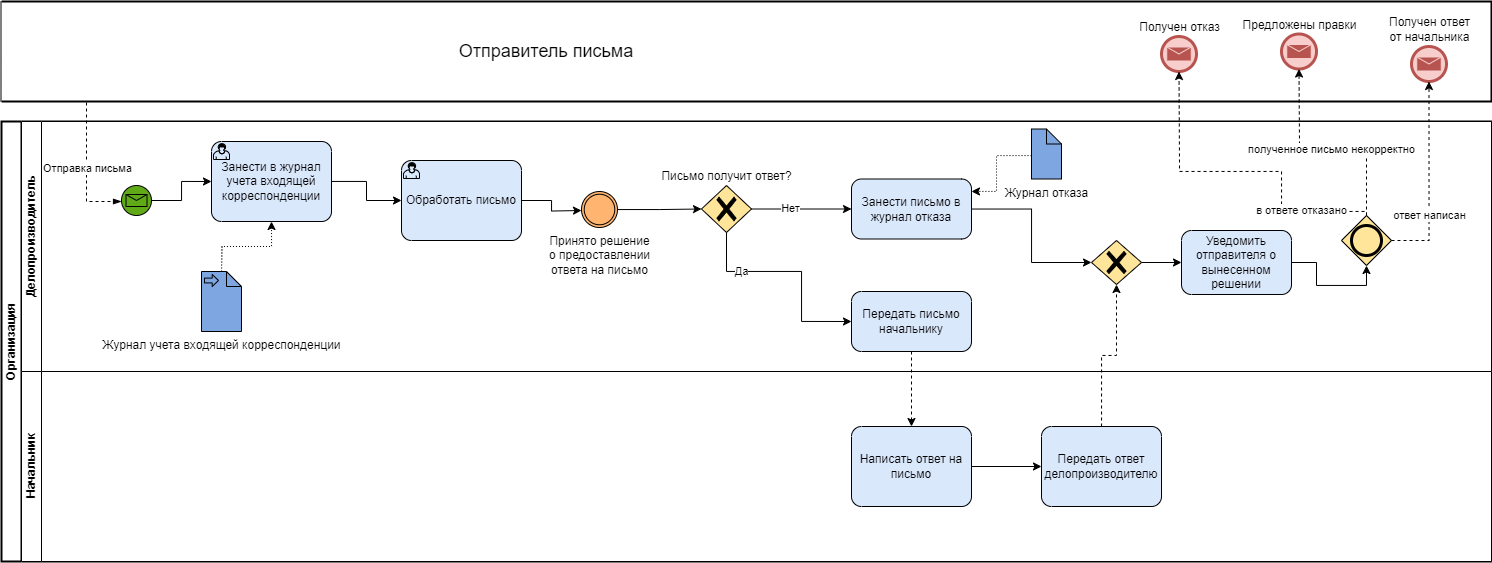 Отправитель письма
Получен отказ
Предложены правки
Получен ответ
от начальника
Организация
Делопроизводитель
Отправка письма
Занести в журнал
учета входящей
корреспонденции
Журнал учета входящей корреспонденции
Обработать письмо
Принято решение
о предоставлении
ответа на письмо
Письмо получит ответ?
Нет
Да
Занести письмо в
журнал отказа
Журнал отказа
Передать письмо
начальнику
Уведомить
отправителя о
вынесенном
решении
полученное письмо некорректно
в ответе отказано
ответ написан
Начальник
Написать ответ на
письмо
Передать ответ
делопроизводителю